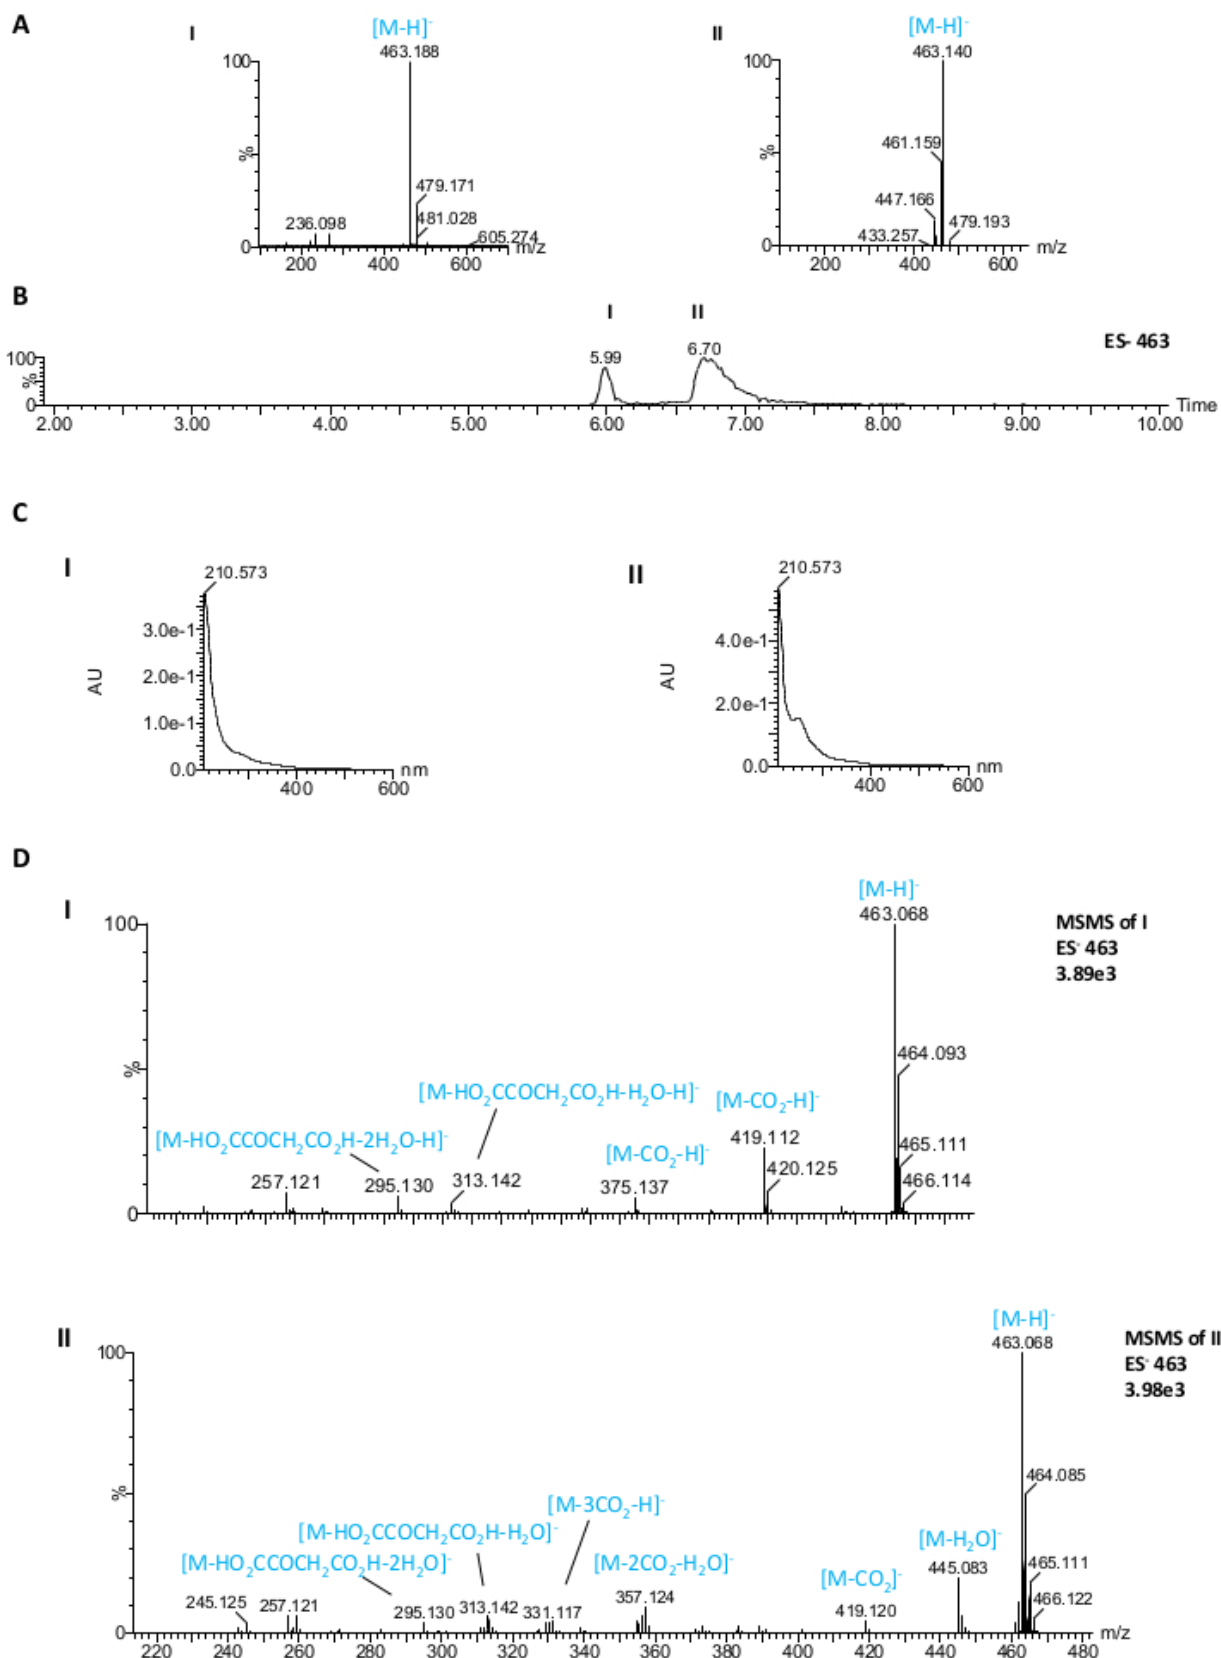 A
I
[M-H]-
463.188
100
%
479.171
481.028
236.098
605.274
0
m/z
200 400 600
II
[M-H]-
463.140
100
%
461.159
447.166
479.193
433.257
0
m/z
200 400 600
B
I II
ES- 463
5.99 6.70
100
%
0
Time
2.00 3.00 4.00 5.00 6.00 7.00 8.00 9.00 10.00
C
I
210.573
3.0e-1
2.0e-1
1.0e-1
0.0
AU
nm
400 600
II
210.573
4.0e-1
2.0e-1
0.0
AU
nm
400 600
D
I
[M-H]-
463.068
100
MSMS of I
ES- 463
3.89e3
464.093
%
[M-HO2CCOCH2CO2H-H2O-H]-
[M-CO2-H]-
[M-HO2CCOCH2CO2H-2H2O-H]-
419.112
465.111
[M-CO2-H]-
420.125
257.121
295.130
313.142
375.137
466.114
0
II
[M-H]-
463.068
100
MSMS of II
ES- 463
3.98e3
464.085
%
[M-3CO2-H]-
[M-HO2CCOCH2CO2H-H2O]-
[M-H2O]-
[M-HO2CCOCH2CO2H-2H2O]-
[M-2CO2-H2O]-
445.083
465.111
[M-CO2]-
245.125
257.121
295.130
313.142
331.117
357.124
419.120
466.122
0
m/z
220 240 260 280 300 320 340 360 380 400 420 440 460 480